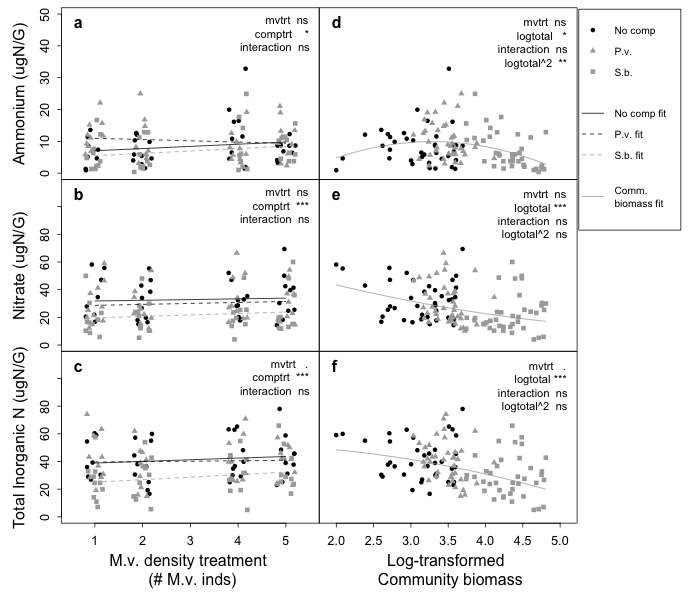 a
mvtrt ns
comptrt *
interaction ns
Ammonium (ugN/G)
0 10 20 30 40 50
d
mvtrt ns
logtotal *
interaction ns
logtotal^2 **
No comp
P.v.
S.b.
No comp fit
P.v. fit
S.b. fit
Comm.
biomass fit
b
mvtrt ns
comptrt ***
interaction ns
Nitrate (ugN/G)
0 20 40 60 80
e
mvtrt ns
logtotal ***
interaction ns
logtotal^2 ns
c
mvtrt .
comptrt ***
interaction ns
Total Inorganic N (ugN/G)
0 20 40 60 80
f
mvtrt .
logtotal ***
interaction ns
logtotal^2 ns
1 2 3 4 5
M.v. density treatment
(# M.v. inds)
2.0 2.5 3.0 3.5 4.0 4.5 5.0
Log-transformed
Community biomass